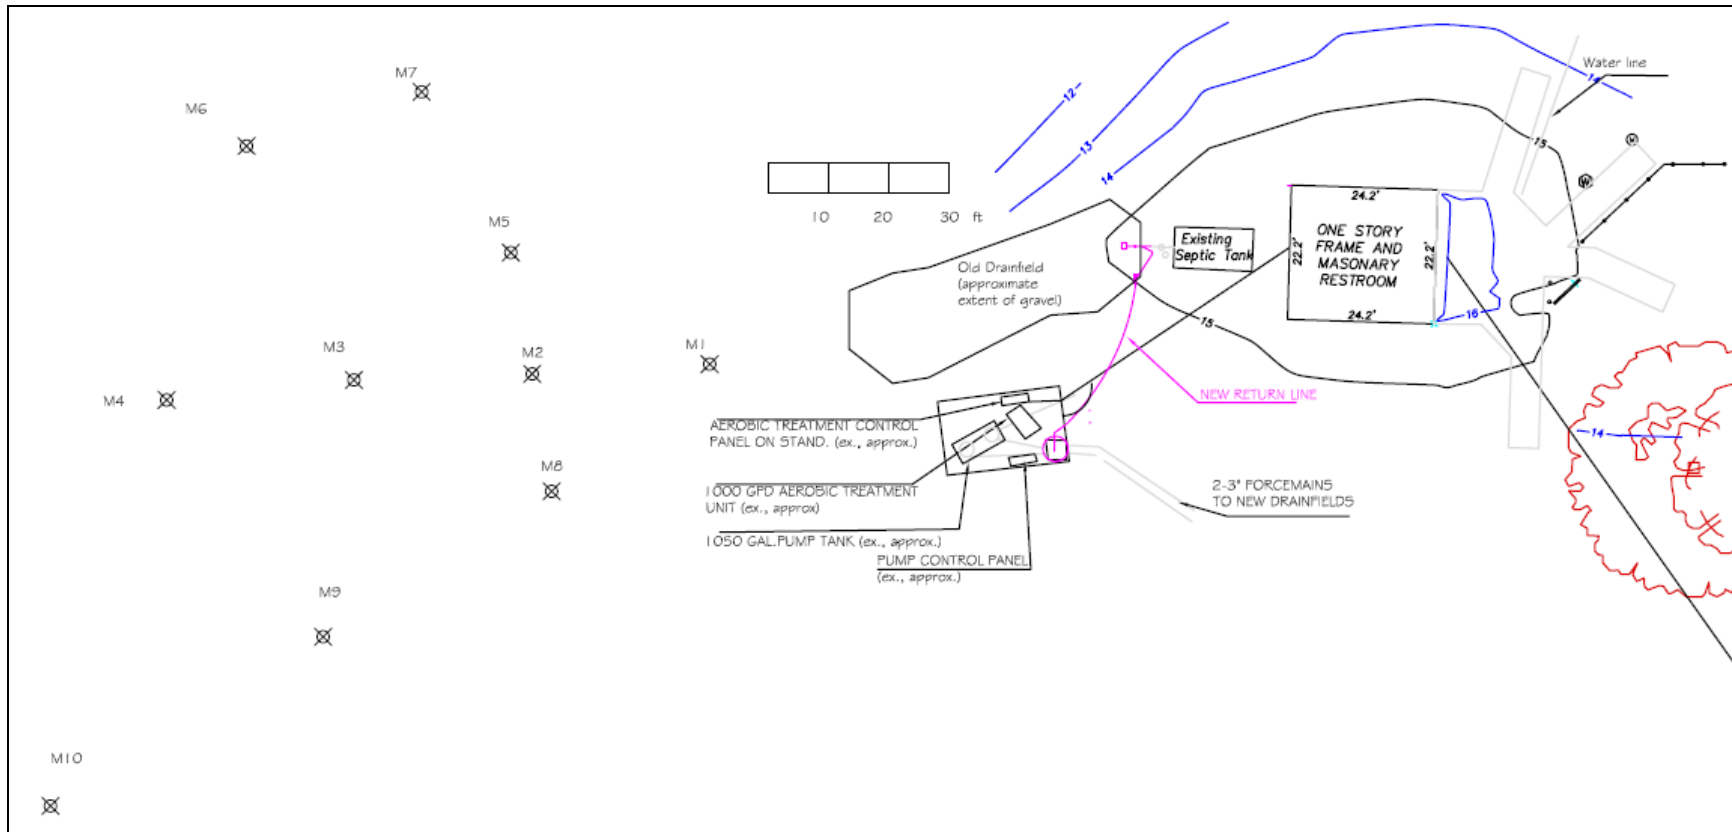 M7
M6
M5
M3
M2
M1
M4
M8
M9
M10
10 20 30 ft
12
13
14
14
15
15
Water line
W
24.2'
22.2'
22.2'
24.2'
ONE STORY
FRAME AND
MASONARY
RESTROOM
16
14
Existing
Septic Tank
Old Drainfield
(approximate
extent of gravel)
NEW RETURN LINE
AEROBIC TREATMENT CONTROL
PANEL ON STAND. (ex., approx.)
1000 GPD AEROBIC TREATMENT
UNIT (ex., approx)
1050 GAL.PUMP TANK (ex., approx.)
PUMP CONTROL PANEL
(ex., approx.)
2-3" FORCEMAINS
TO NEW DRAINFIELDS